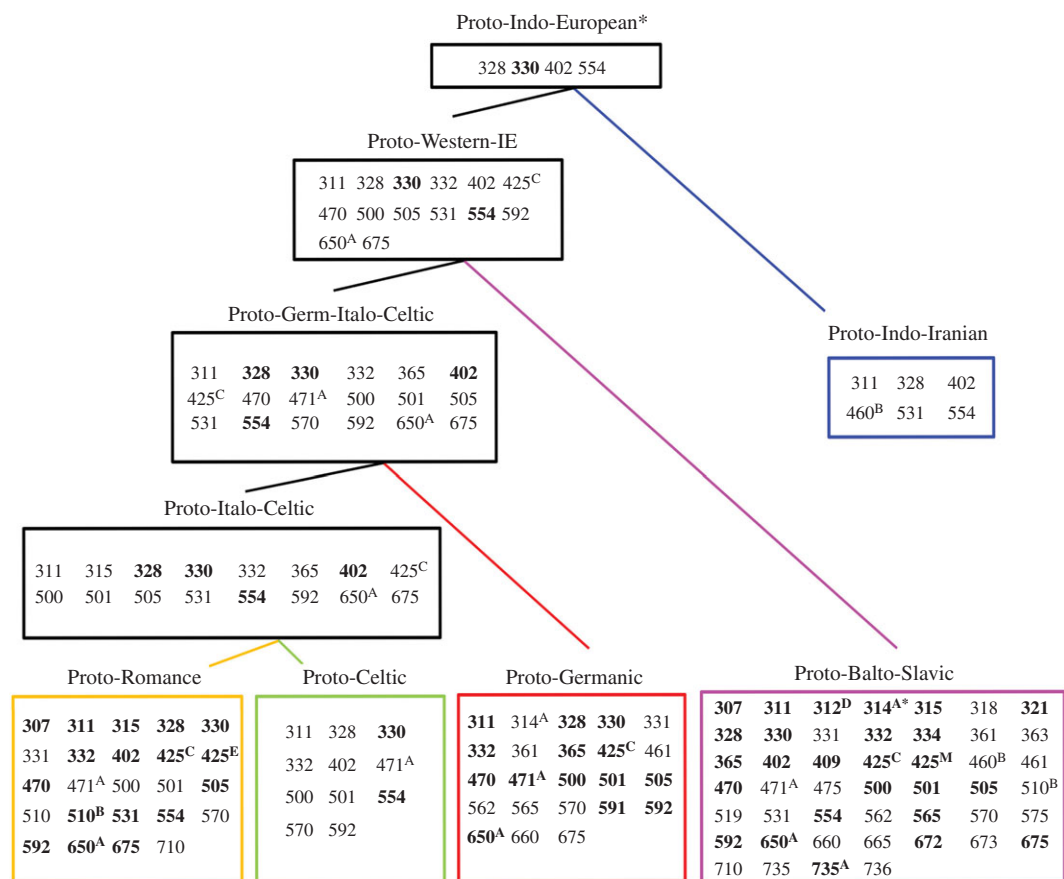 Proto-Indo-European*
328 330 402 554
Proto-Western-IE
311 328 330 332 402 425C
470 500 505 531 554 592
650A 675
Proto-Germ-Italo-Celtic
311 328 330 332 365 402
425C 470 471A 500 501 505
531 554 570 592 650A 675
Proto-Indo-Iranian
311 328 402
460B 531 554
Proto-Italo-Celtic
311 315 328 330 332 365 402 425C
500 501 505 531 554 592 650A 675
Proto-Romance
307 311 315 328 330
331 332 402 425C 425E
470 471A 500 501 505
510 510B 531 554 570
592 650A 675 710
Proto-Celtic
311 328 330
332 402 471A
500 501 554
570 592
Proto-Germanic
311 314A 328 330 331
332 361 365 425C 461
470 471A 500 501 505
562 565 570 591 592
650A 660 675
Proto-Balto-Slavic
307 311 312D 314A* 315 318 321
328 330 331 332 334 361 363
365 402 409 425C 425M 460B 461
470 471A 475 500 501 505 510B
519 531 554 562 565 570 575
592 650A 660 665 672 673 675
710 735 735A 736